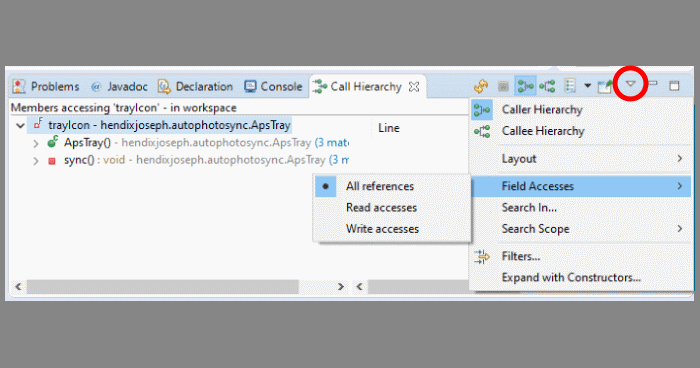 Problems @ Javadoc Declaration Console Call Hierarchy
Members accessing 'trayIcon' - in workspace
trayIcon - hendixjoseph.autophotosync.ApsTray
Line
ApsTray() - hendixjoseph.autophotosync.ApsTray (3 mate
sync() : void - hendixjoseph.autophotosync.ApsTray (3 m
All references
Read accesses
Write accesses
Caller Hierarchy
Callee Hierarchy
Layout
Field Accesses
Search In...
Search Scope
Filters...
Expand with Constructors...